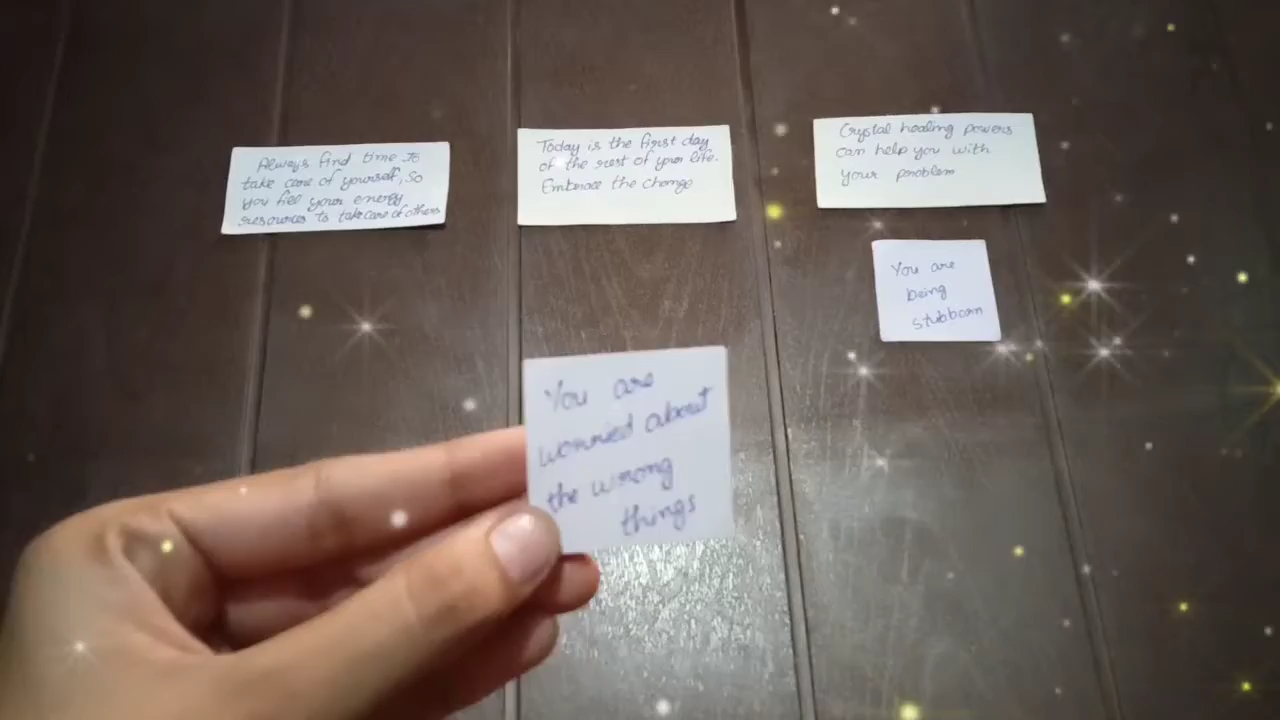 Always find time to
take care of yourself, so
you fiel your energy
resources to take care of others
Today is the first day
of the rest of your life.
Embrace the change
Crystal healing powers
can help you with
your problem
You are
being
stubborn
You are
worried about
the wrong
things